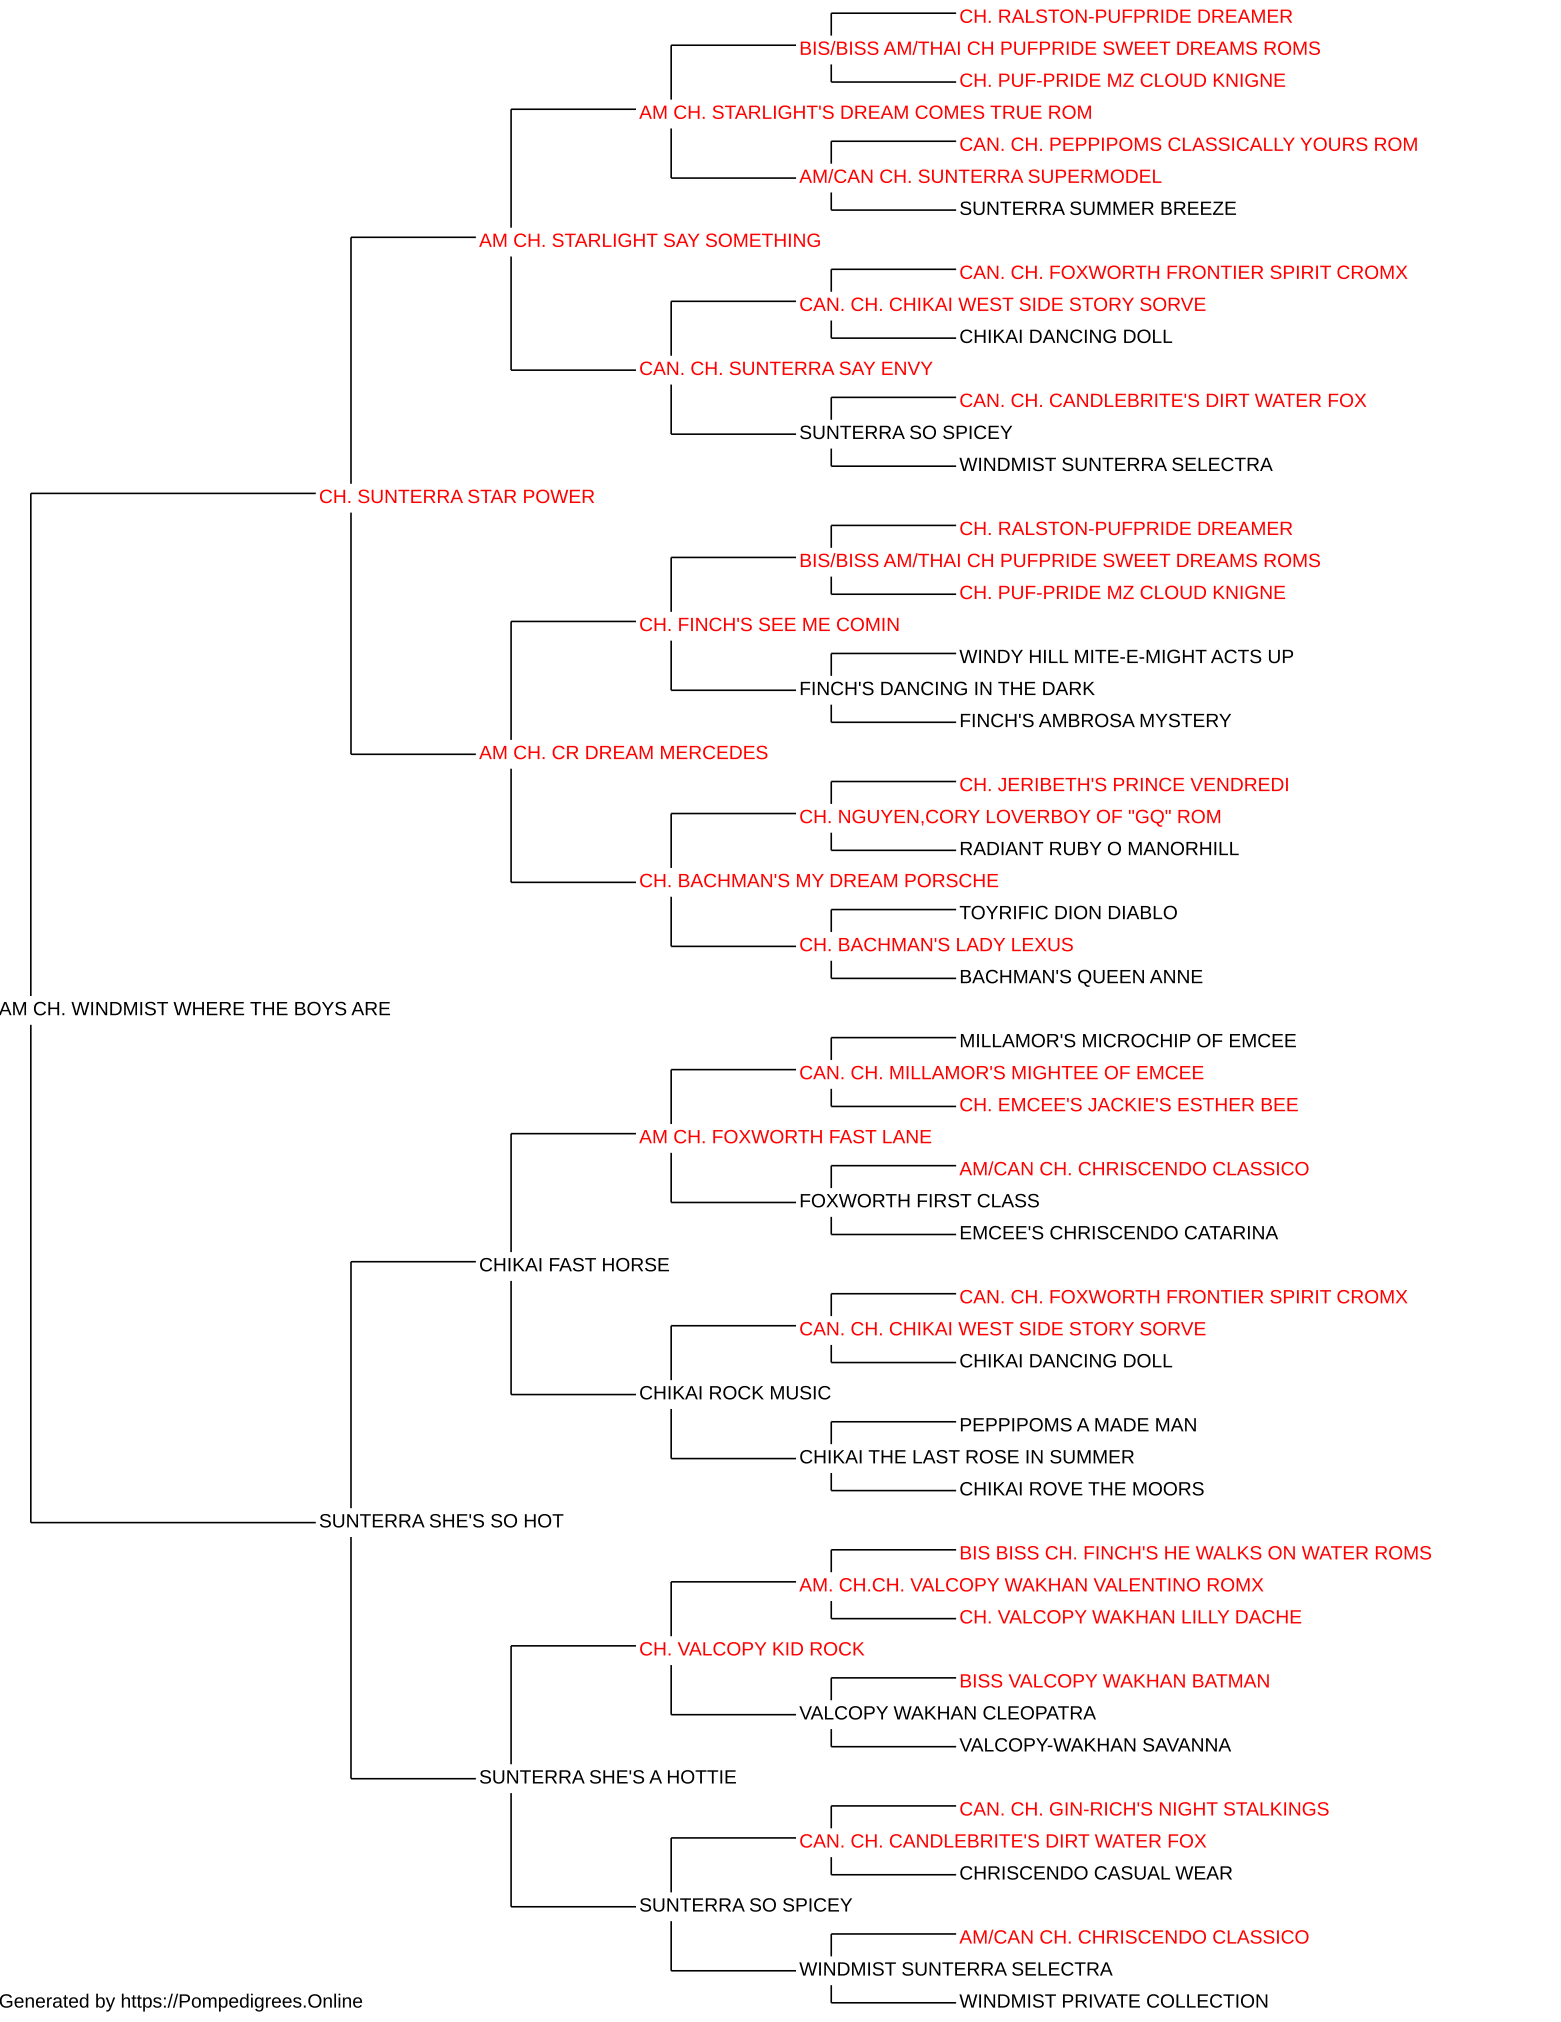 CH. RALSTON-PUFPRIDE DREAMER
BIS/BISS AM/THAI CH PUFPRIDE SWEET DREAMS ROMS
CH. PUF-PRIDE MZ CLOUD KNIGNE
AM CH. STARLIGHT'S DREAM COMES TRUE ROM
CAN. CH. PEPPIPOMS CLASSICALLY YOURS ROM
AM/CAN CH. SUNTERRA SUPERMODEL
SUNTERRA SUMMER BREEZE
AM CH. STARLIGHT SAY SOMETHING
CAN. CH. FOXWORTH FRONTIER SPIRIT CROMX
CAN. CH. CHIKAI WEST SIDE STORY SORVE
CHIKAI DANCING DOLL
CAN. CH. SUNTERRA SAY ENVY
CAN. CH. CANDLEBRITE'S DIRT WATER FOX
SUNTERRA SO SPICEY
WINDMIST SUNTERRA SELECTRA
CH. SUNTERRA STAR POWER
CH. RALSTON-PUFPRIDE DREAMER
BIS/BISS AM/THAI CH PUFPRIDE SWEET DREAMS ROMS
CH. PUF-PRIDE MZ CLOUD KNIGNE
CH. FINCH'S SEE ME COMIN
WINDY HILL MITE-E-MIGHT ACTS UP
FINCH'S DANCING IN THE DARK
FINCH'S AMBROSA MYSTERY
AM CH. CR DREAM MERCEDES
CH. JERIBETH'S PRINCE VENDREDI
CH. NGUYEN,CORY LOVERBOY OF "GQ" ROM
RADIANT RUBY O MANORHILL
CH. BACHMAN'S MY DREAM PORSCHE
TOYRIFIC DION DIABLO
CH. BACHMAN'S LADY LEXUS
BACHMAN'S QUEEN ANNE
AM CH. WINDMIST WHERE THE BOYS ARE
MILLAMOR'S MICROCHIP OF EMCEE
CAN. CH. MILLAMOR'S MIGHTEE OF EMCEE
CH. EMCEE'S JACKIE'S ESTHER BEE
AM CH. FOXWORTH FAST LANE
AM/CAN CH. CHRISCENDO CLASSICO
FOXWORTH FIRST CLASS
EMCEE'S CHRISCENDO CATARINA
CHIKAI FAST HORSE
CAN. CH. FOXWORTH FRONTIER SPIRIT CROMX
CAN. CH. CHIKAI WEST SIDE STORY SORVE
CHIKAI DANCING DOLL
CHIKAI ROCK MUSIC
PEPPIPOMS A MADE MAN
CHIKAI THE LAST ROSE IN SUMMER
CHIKAI ROVE THE MOORS
SUNTERRA SHE'S SO HOT
BIS BISS CH. FINCH'S HE WALKS ON WATER ROMS
AM. CH.CH. VALCOPY WAKHAN VALENTINO ROMX
CH. VALCOPY WAKHAN LILLY DACHE
CH. VALCOPY KID ROCK
BISS VALCOPY WAKHAN BATMAN
VALCOPY WAKHAN CLEOPATRA
VALCOPY-WAKHAN SAVANNA
SUNTERRA SHE'S A HOTTIE
CAN. CH. GIN-RICH'S NIGHT STALKINGS
CAN. CH. CANDLEBRITE'S DIRT WATER FOX
CHRISCENDO CASUAL WEAR
SUNTERRA SO SPICEY
AM/CAN CH. CHRISCENDO CLASSICO
WINDMIST SUNTERRA SELECTRA
WINDMIST PRIVATE COLLECTION
Generated by https://Pompedigrees.Online